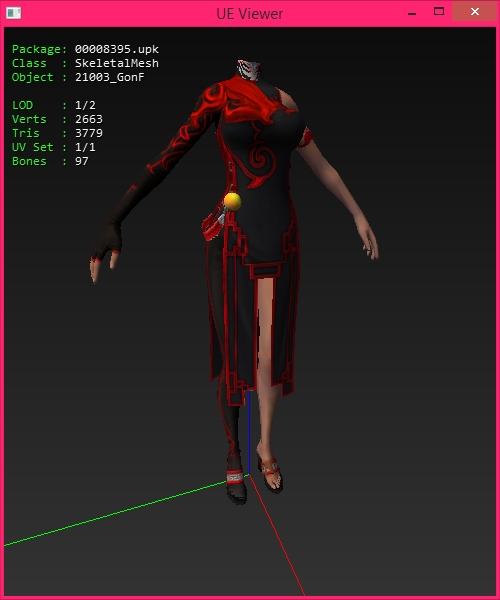 UE Viewer
Package: 00008395.upk
Class : SkeletalMesh
Object : 21003_GonF
LOD : 1/2
Verts : 2663
Tris : 3779
UV Set : 1/1
Bones : 97